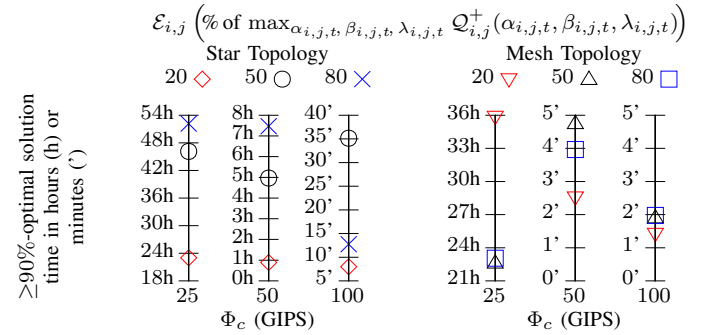 ℰ_{i,j} (% of max_{α_{i,j,t}, β_{i,j,t}, λ_{i,j,t}} 𝒬^+_{i,j}(α_{i,j,t}, β_{i,j,t}, λ_{i,j,t}))
Star Topology
20 50 80
≥90%-optimal solution
time in hours (h) or
minutes (')
54h
48h
42h
36h
30h
24h
18h
25
8h
7h
6h
5h
4h
3h
2h
1h
0h
50
40'
35'
30'
25'
20'
15'
10'
5'
100
Φ_c (GIPS)
Mesh Topology
20 50 80
36h
33h
30h
27h
24h
21h
25
5'
4'
3'
2'
1'
0'
50
5'
4'
3'
2'
1'
0'
100
Φ_c (GIPS)